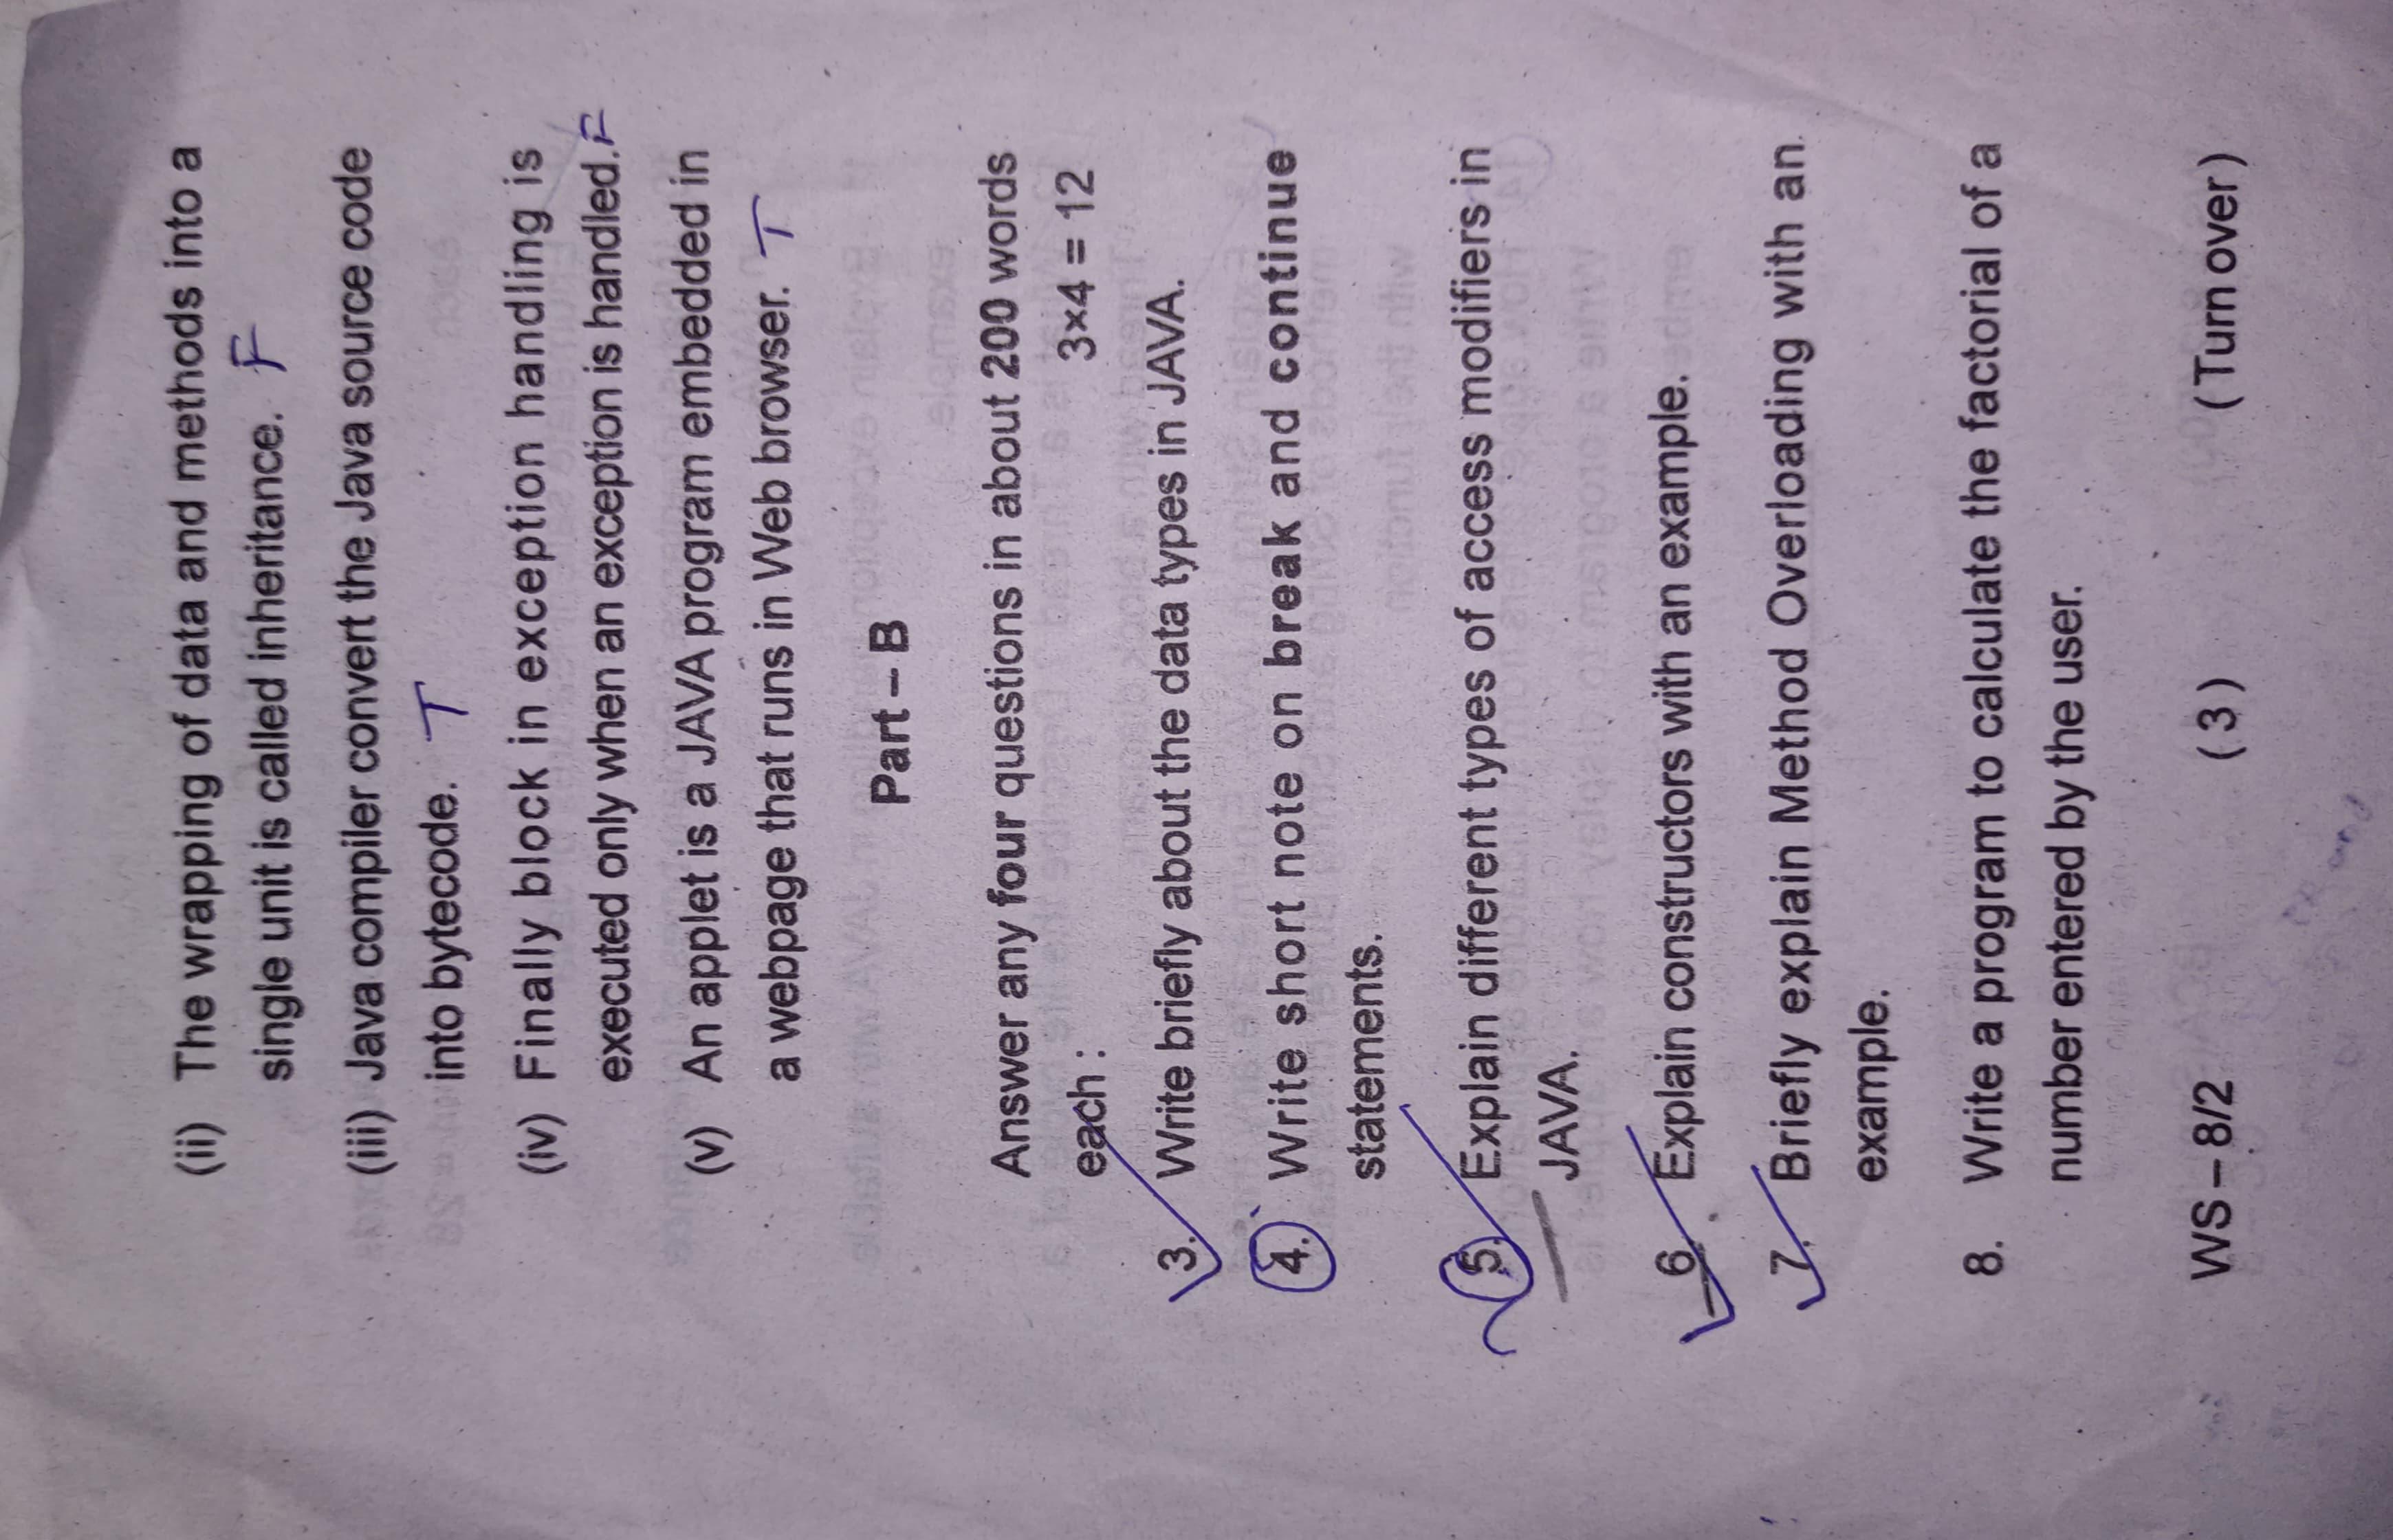 (ii) The wrapping of data and methods into a
single unit is called inheritance. F
(iii) Java compiler convert the Java source code
into bytecode. T
(iv) Finally block in exception handling is
executed only when an exception is handled. F
(v) An applet is a JAVA program embedded in
a webpage that runs in Web browser. T
Part – B
Answer any four questions in about 200 words
each : 3×4 = 12
3. Write briefly about the data types in JAVA.
4. Write short note on break and continue
statements.
5. Explain different types of access modifiers in
JAVA.
6. Explain constructors with an example.
7. Briefly explain Method Overloading with an
example.
8. Write a program to calculate the factorial of a
number entered by the user.
WS – 8/2 ( 3 ) ( Turn over )